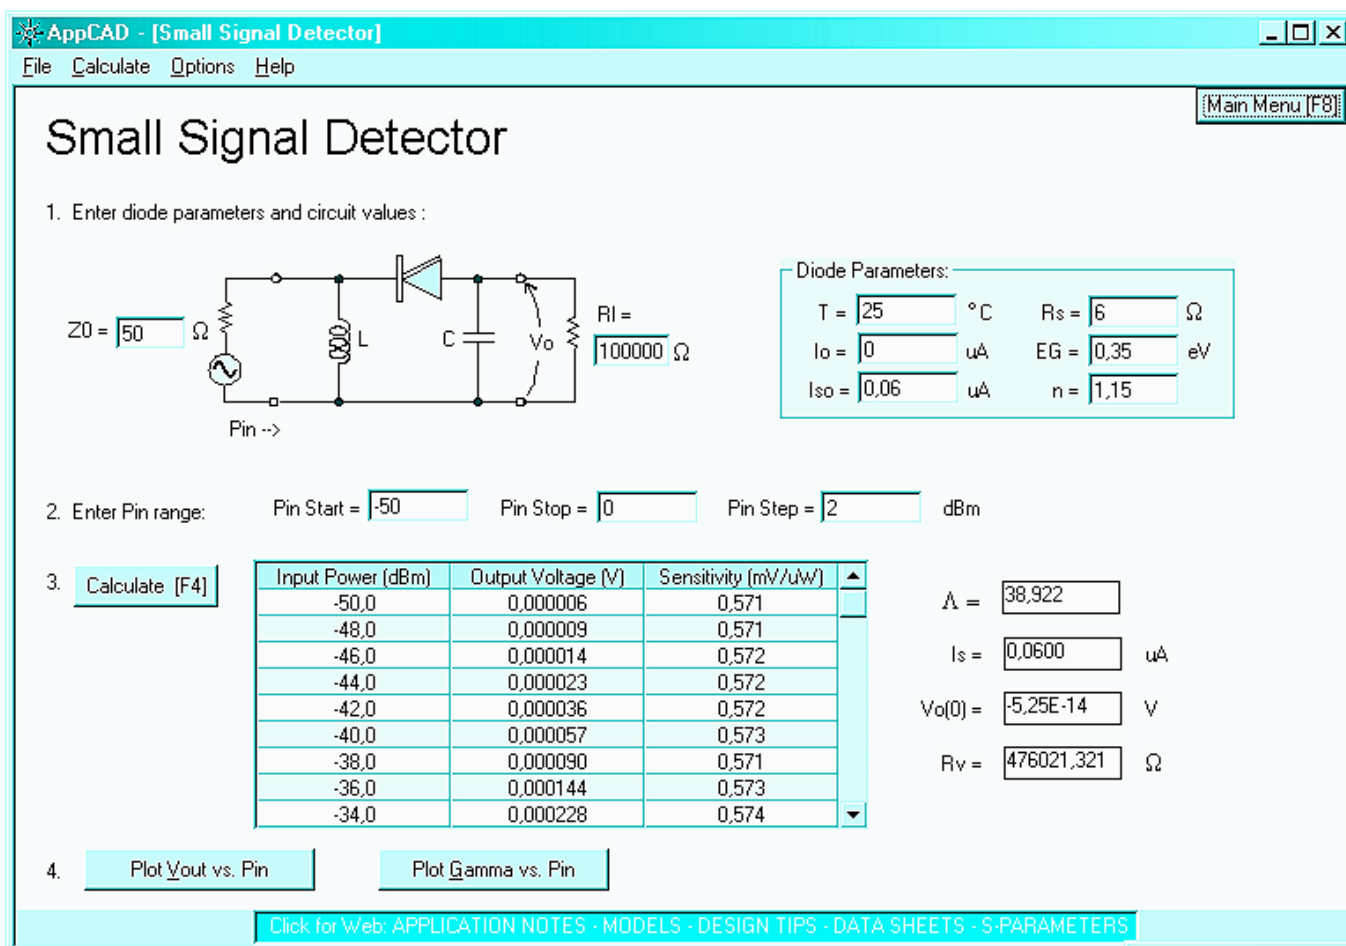 AppCAD - [Small Signal Detector]
File Calculate Options Help
Main Menu [F8]
Small Signal Detector
1. Enter diode parameters and circuit values :
Z0 = 50 Ω
L
C
Vo
Rl =
100000 Ω
Pin -->
Diode Parameters:
T = 25 °C Rs = 6 Ω
Io = 0 uA EG = 0,35 eV
Iso = 0,06 uA n = 1,15
2. Enter Pin range: Pin Start = -50 Pin Stop = 0 Pin Step = 2 dBm
3. Calculate [F4]
Input Power (dBm) Output Voltage (V) Sensitivity (mV/uW)
-50,0 0,000006 0,571
-48,0 0,000009 0,571
-46,0 0,000014 0,572
-44,0 0,000023 0,572
-42,0 0,000036 0,572
-40,0 0,000057 0,573
-38,0 0,000090 0,571
-36,0 0,000144 0,573
-34,0 0,000228 0,574
Λ = 38,922
Is = 0,0600 uA
Vo(0) = -5,25E-14 V
Rv = 476021,321 Ω
4. Plot Vout vs. Pin Plot Gamma vs. Pin
Click for Web: APPLICATION NOTES - MODELS - DESIGN TIPS - DATA SHEETS - S-PARAMETERS